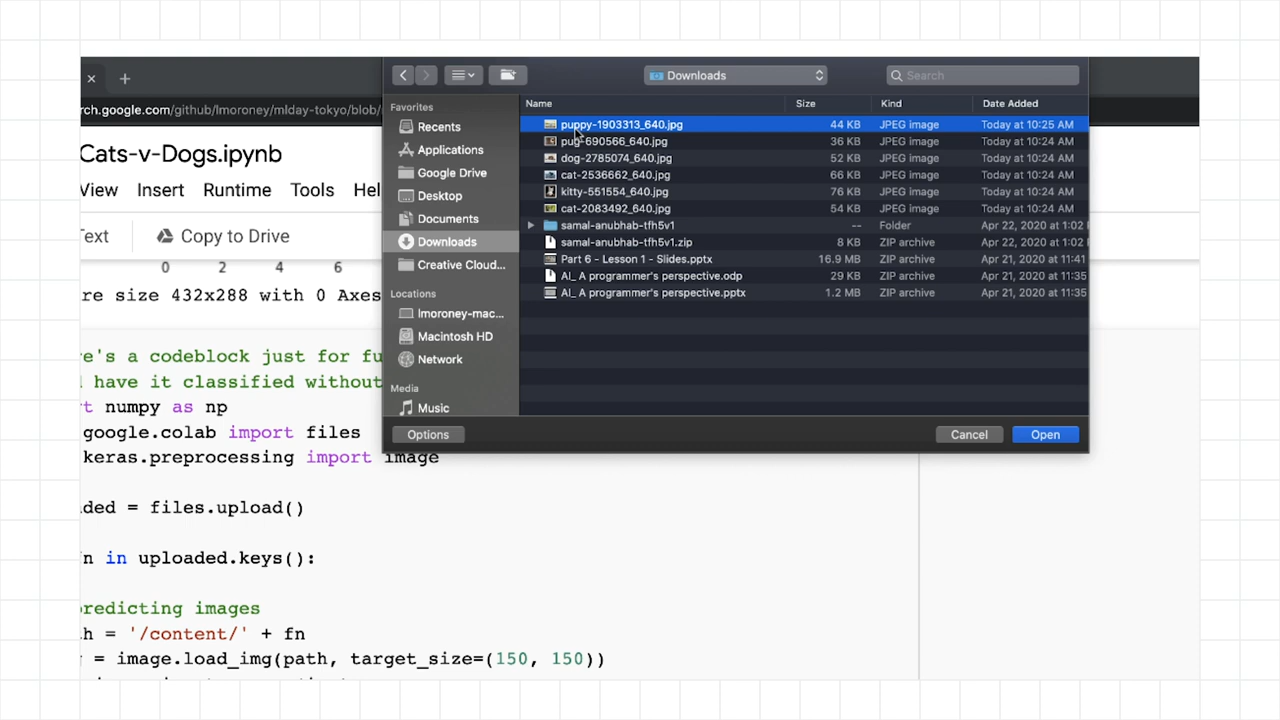 Downloads
Search
rch.google.com/github/lmoroney/mlday-tokyo/blob/
Cats-v-Dogs.ipynb
View Insert Runtime Tools Hel
Text Copy to Drive
0 2 4 6
re size 432x288 with 0 Axes
Favorites
Recents
Applications
Google Drive
Desktop
Documents
Downloads
Creative Cloud...
Locations
lmoroney-mac...
Macintosh HD
Network
Media
Music
Name Size Kind Date Added
puppy-1903313_640.jpg 44 KB JPEG image Today at 10:25 AM
pug-690566_640.jpg 36 KB JPEG image Today at 10:24 AM
dog-2785074_640.jpg 52 KB JPEG image Today at 10:24 AM
cat-2536662_640.jpg 66 KB JPEG image Today at 10:24 AM
kitty-551554_640.jpg 76 KB JPEG image Today at 10:24 AM
cat-2083492_640.jpg 54 KB JPEG image Today at 10:24 AM
samal-anubhab-tfh5v1 -- Folder Apr 22, 2020 at 1:02
samal-anubhab-tfh5v1.zip 8 KB ZIP archive Apr 22, 2020 at 1:02
Part 6 - Lesson 1 - Slides.pptx 16.9 MB ZIP archive Apr 21, 2020 at 11:41
AI_ A programmer's perspective.odp 29 KB ZIP archive Apr 21, 2020 at 11:35
AI_ A programmer's perspective.pptx 1.2 MB ZIP archive Apr 21, 2020 at 11:35
Options Cancel Open
re's a codeblock just for fu
l have it classified without
rt numpy as np
google.colab import files
keras.preprocessing import image
ded = files.upload()
n in uploaded.keys():
predicting images
h = '/content/' + fn
g = image.load_img(path, target_size=(150, 150))